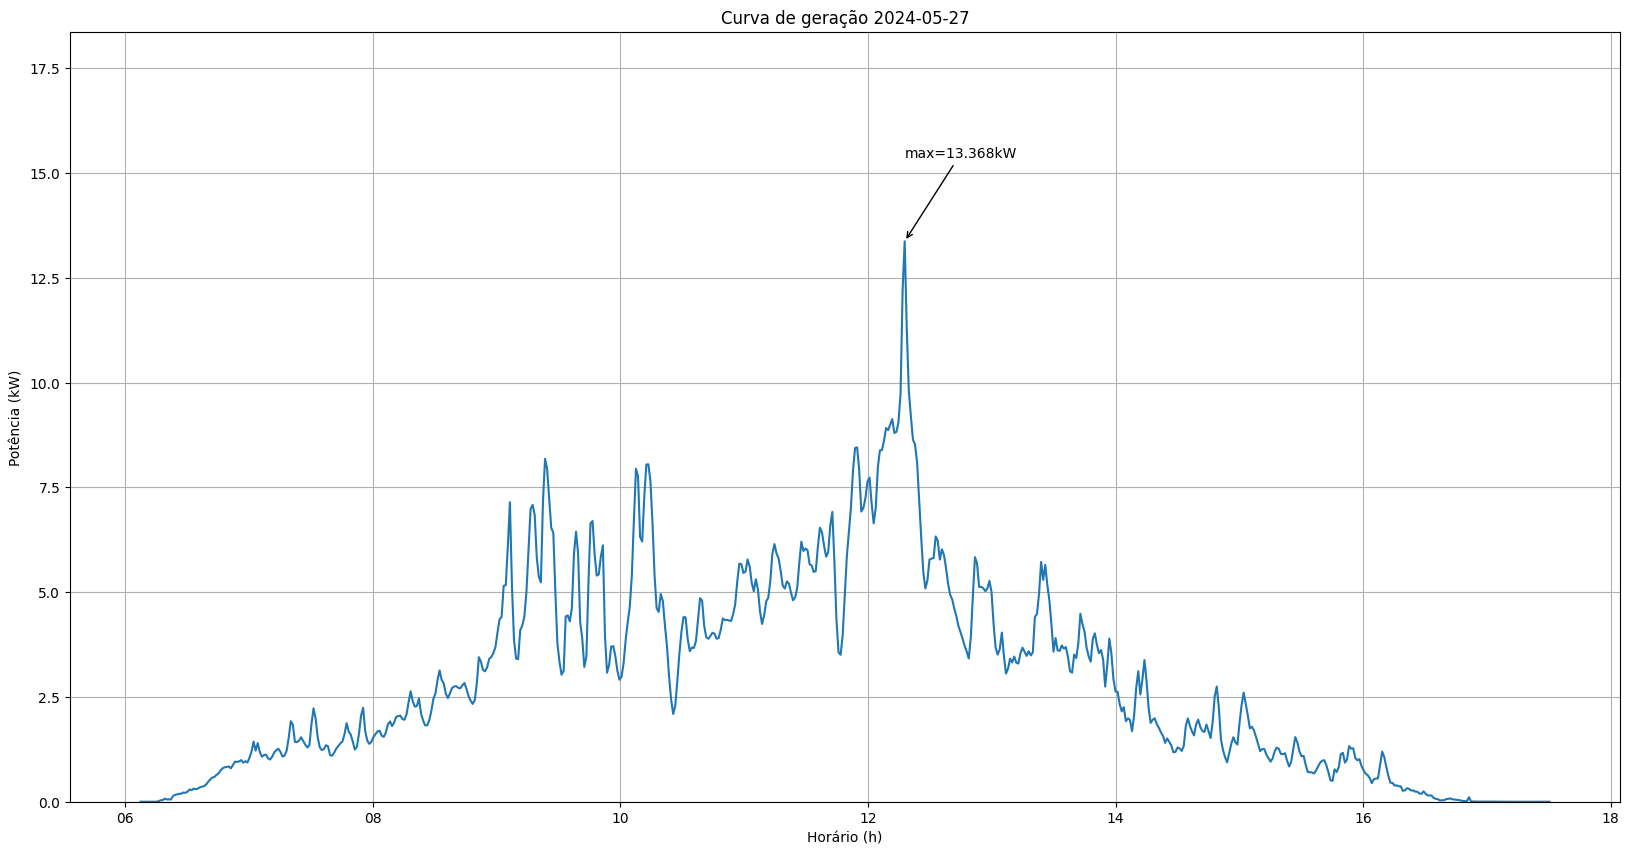 Curva de geração 2024-05-27
17.5
15.0
12.5
10.0
7.5
5.0
2.5
0.0
Potência (kW)
max=13.368kW
06 08 10 12 14 16 18
Horário (h)